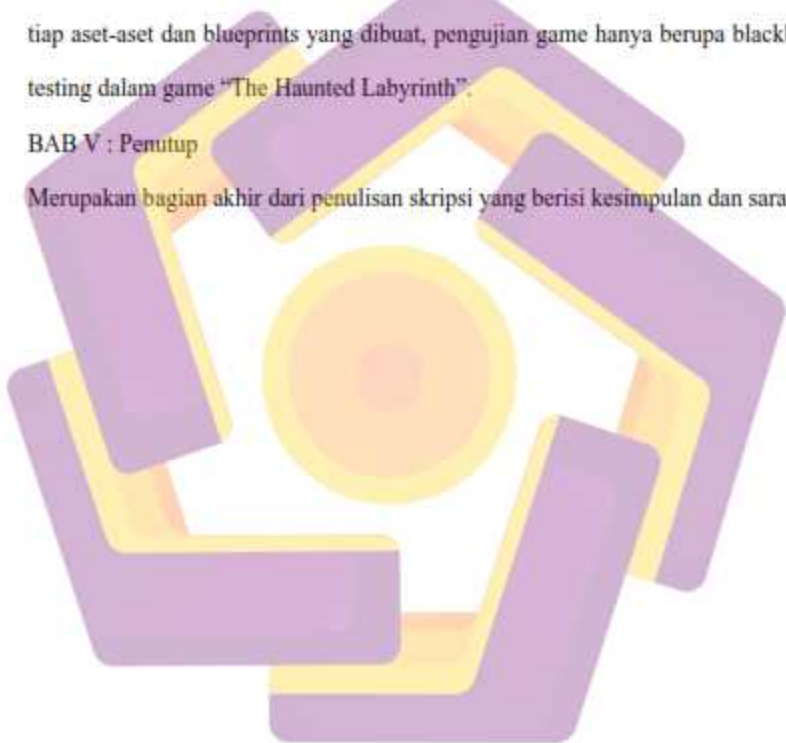 tiap aset-aset dan blueprints yang dibuat, pengujian game hanya berupa black
testing dalam game “The Haunted Labyrinth”.
BAB V : Penutup
Merupakan bagian akhir dari penulisan skripsi yang berisi kesimpulan dan sara